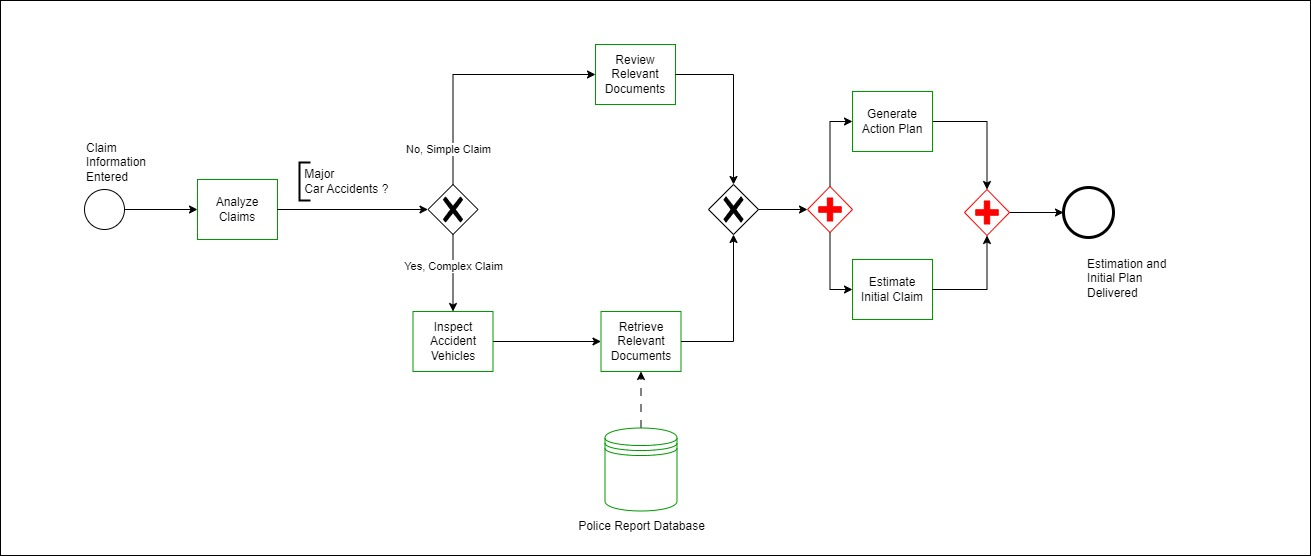 Claim
Information
Entered
Analyze
Claims
Major
Car Accidents ?
No, Simple Claim
Yes, Complex Claim
Review
Relevant
Documents
Inspect
Accident
Vehicles
Retrieve
Relevant
Documents
Police Report Database
Generate
Action Plan
Estimate
Initial Claim
Estimation and
Initial Plan
Delivered